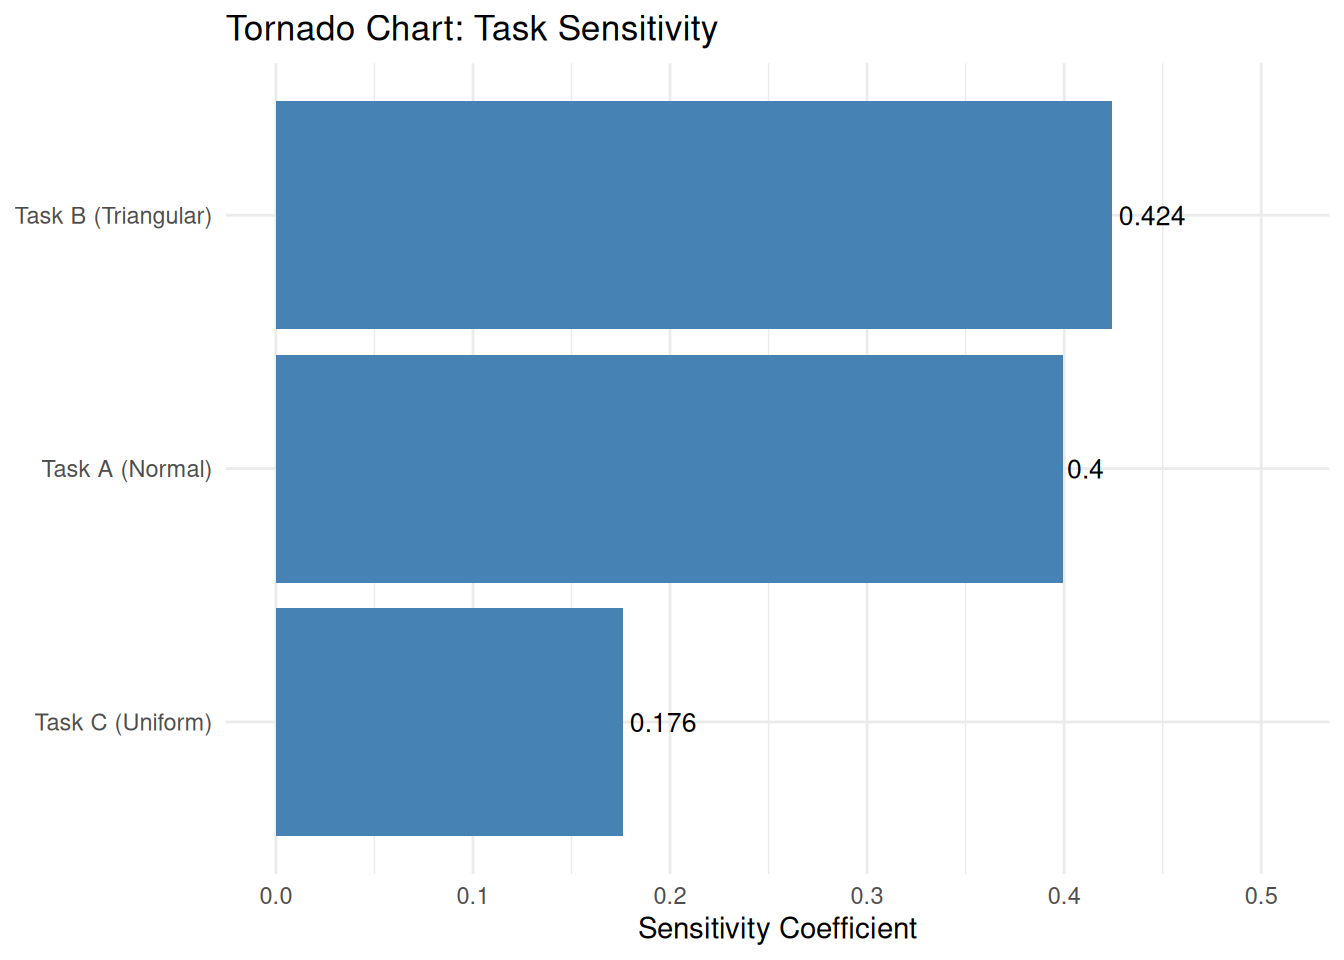 Tornado Chart: Task Sensitivity
Task B (Triangular)
0.424
Task A (Normal)
0.4
Task C (Uniform)
0.176
0.0 0.1 0.2 0.3 0.4 0.5
Sensitivity Coefficient